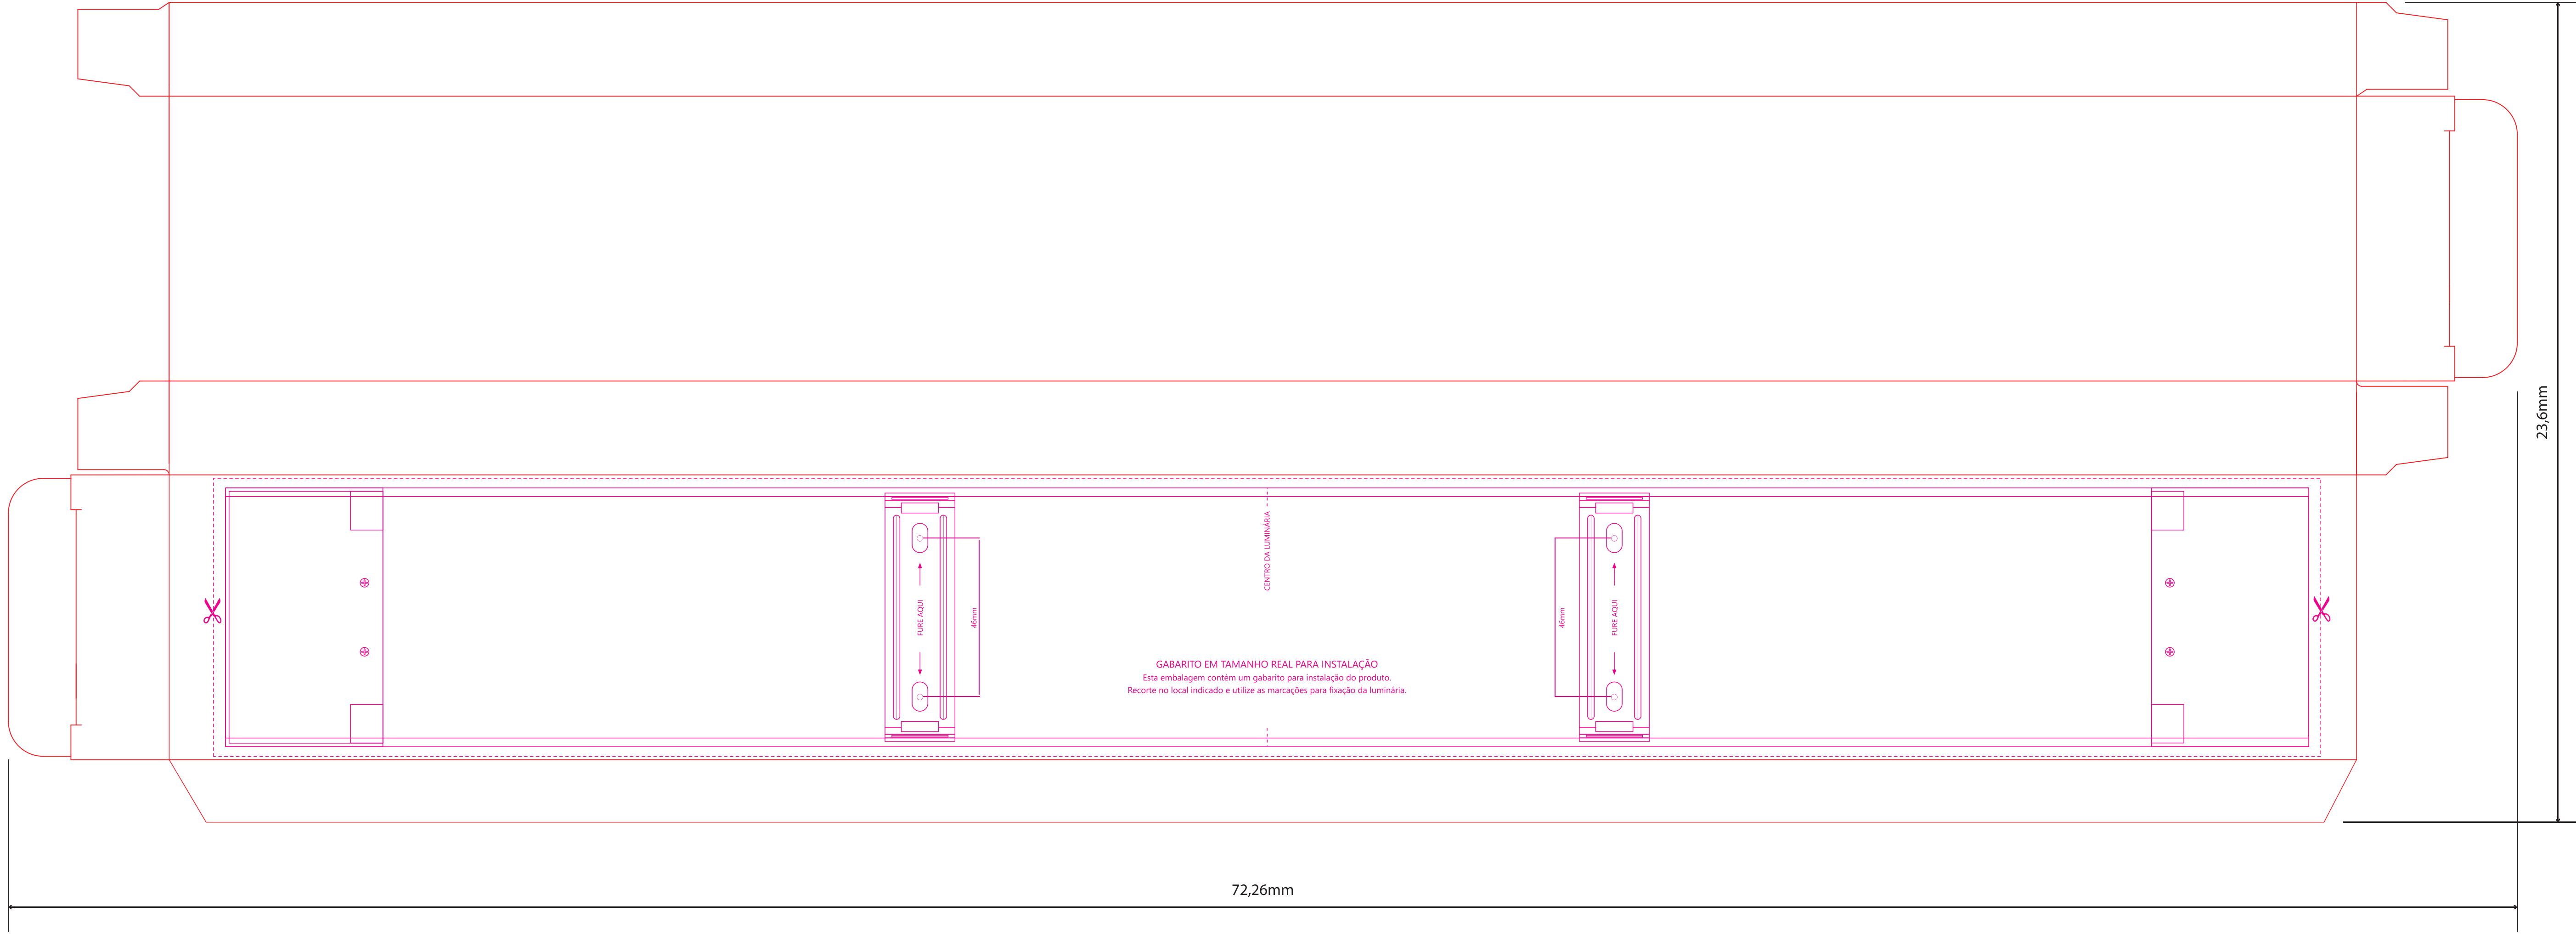 23,6mm
CENTRO DA LUMINÁRIA
FURE AQUI
46mm
46mm
FURE AQUI
GABARITO EM TAMANHO REAL PARA INSTALAÇÃO
Esta embalagem contém um gabarito para instalação do produto.
Recorte no local indicado e utilize as marcações para fixação da luminária.
72,26mm